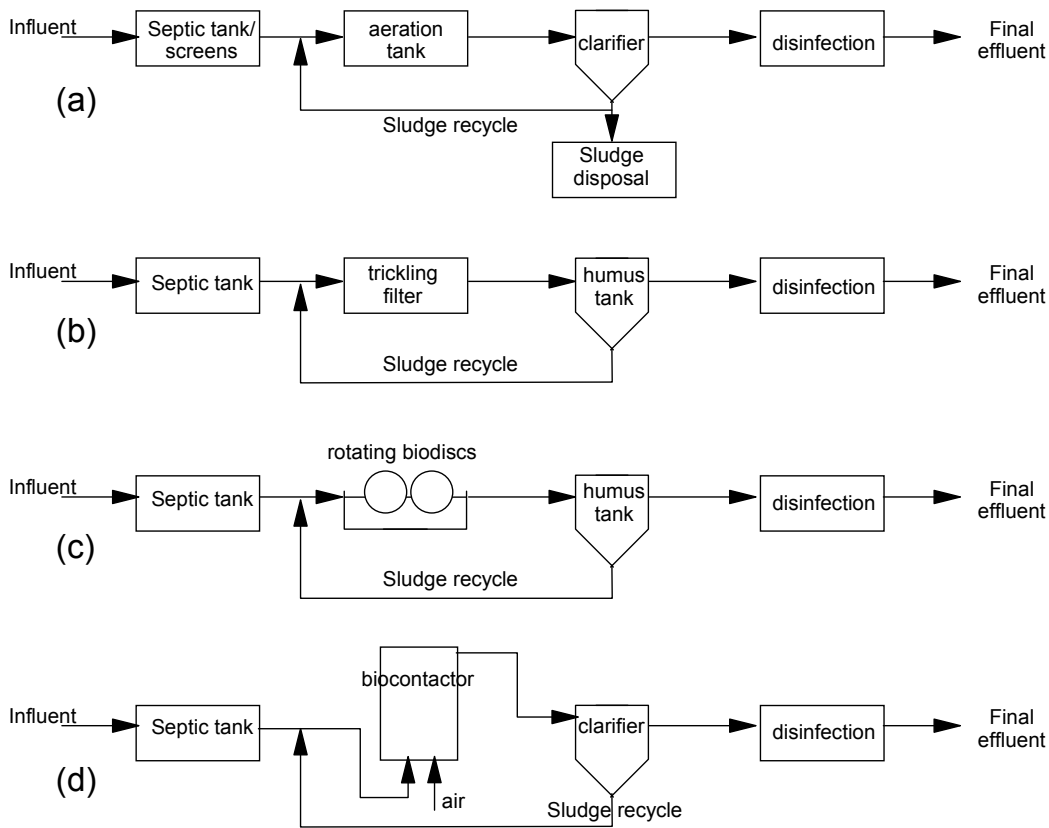 Influent
Septic tank/
screens
aeration
tank
clarifier
disinfection
Final
effluent
(a)
Sludge recycle
Sludge
disposal
Influent
Septic tank
trickling
filter
humus
tank
disinfection
Final
effluent
(b)
Sludge recycle
rotating biodiscs
Influent
Septic tank
humus
tank
disinfection
Final
effluent
(c)
Sludge recycle
biocontactor
Influent
Septic tank
clarifier
disinfection
Final
effluent
(d)
air
Sludge recycle